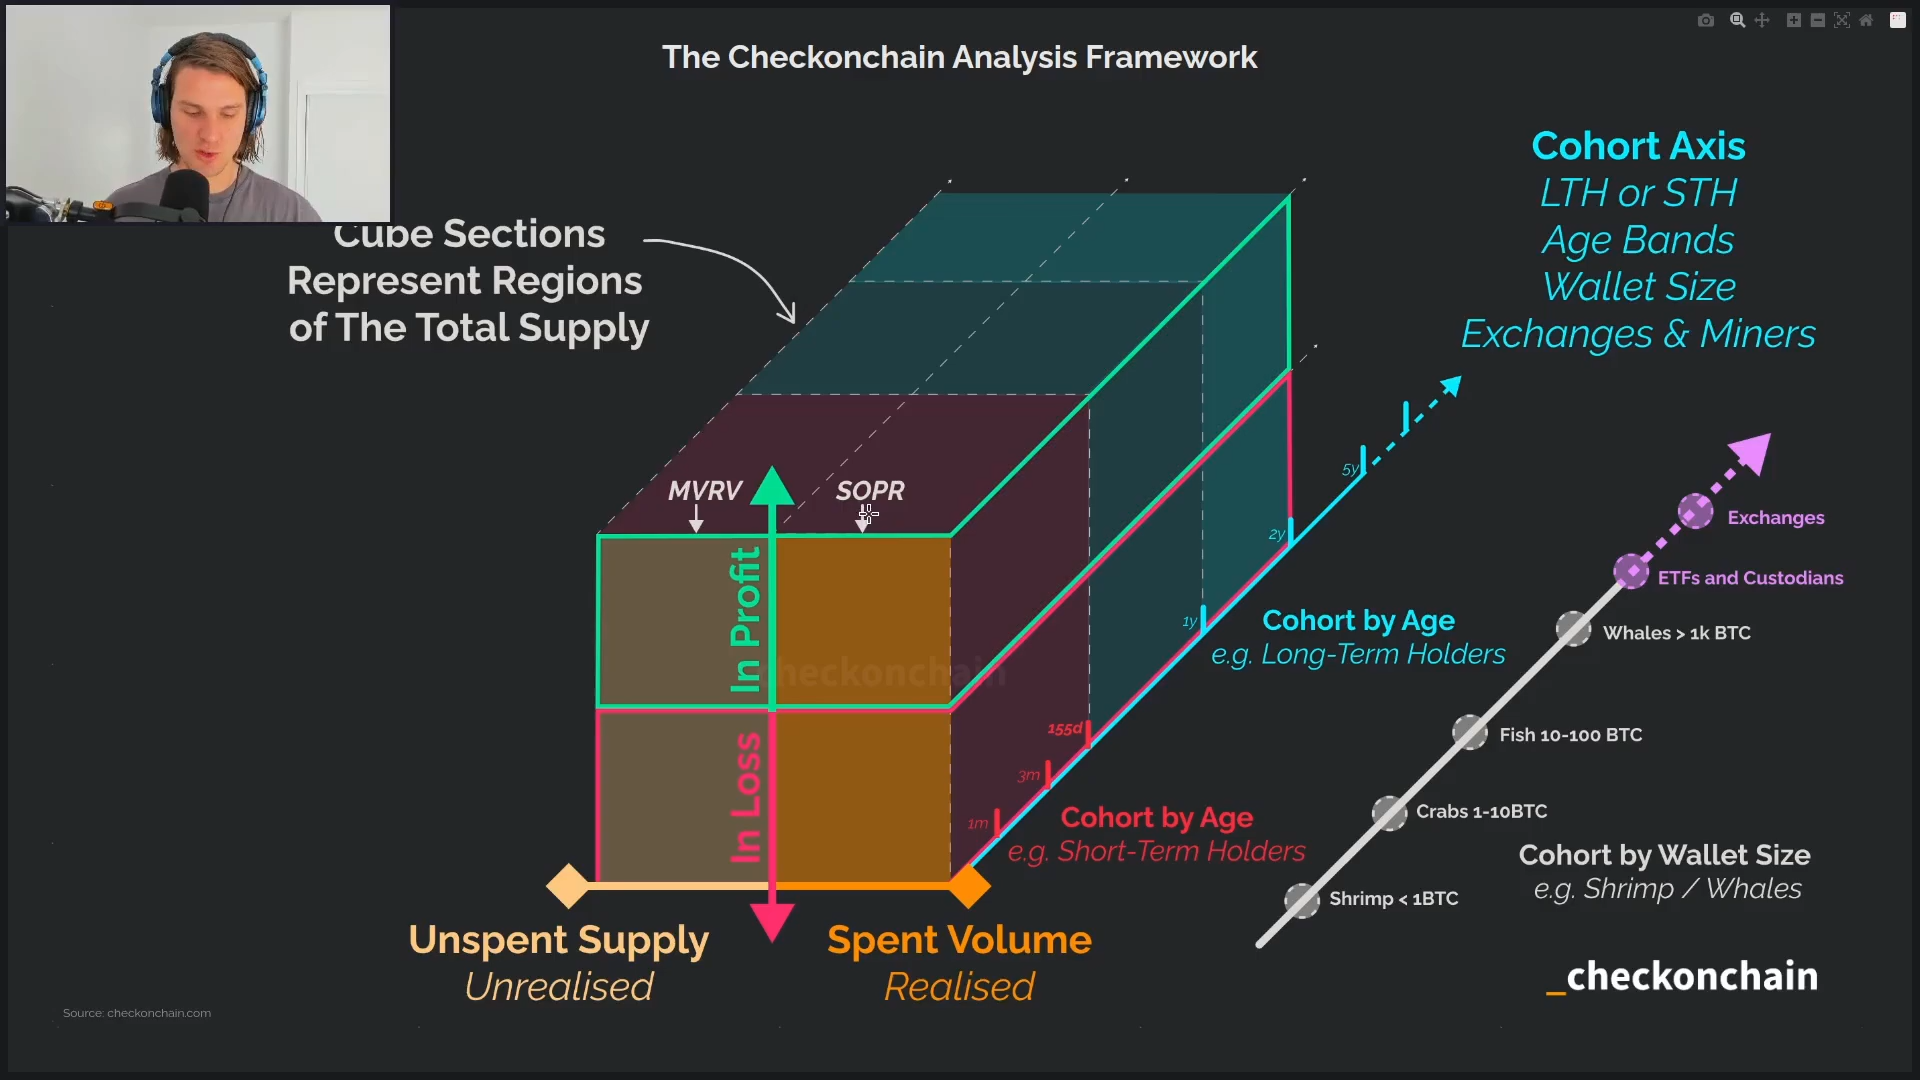 The Checkonchain Analysis Framework
Cube Sections
Represent Regions
of The Total Supply
Cohort Axis
LTH or STH
Age Bands
Wallet Size
Exchanges & Miners
MVRV
SOPR
In Profit
In Loss
checkonchain
5y
2y
1y
155d
3m
1m
Cohort by Age
e.g. Long-Term Holders
Cohort by Age
e.g. Short-Term Holders
Exchanges
ETFs and Custodians
Whales > 1k BTC
Fish 10-100 BTC
Crabs 1-10BTC
Shrimp < 1BTC
Cohort by Wallet Size
e.g. Shrimp / Whales
Unspent Supply
Unrealised
Spent Volume
Realised
_checkonchain
Source: checkonchain.com